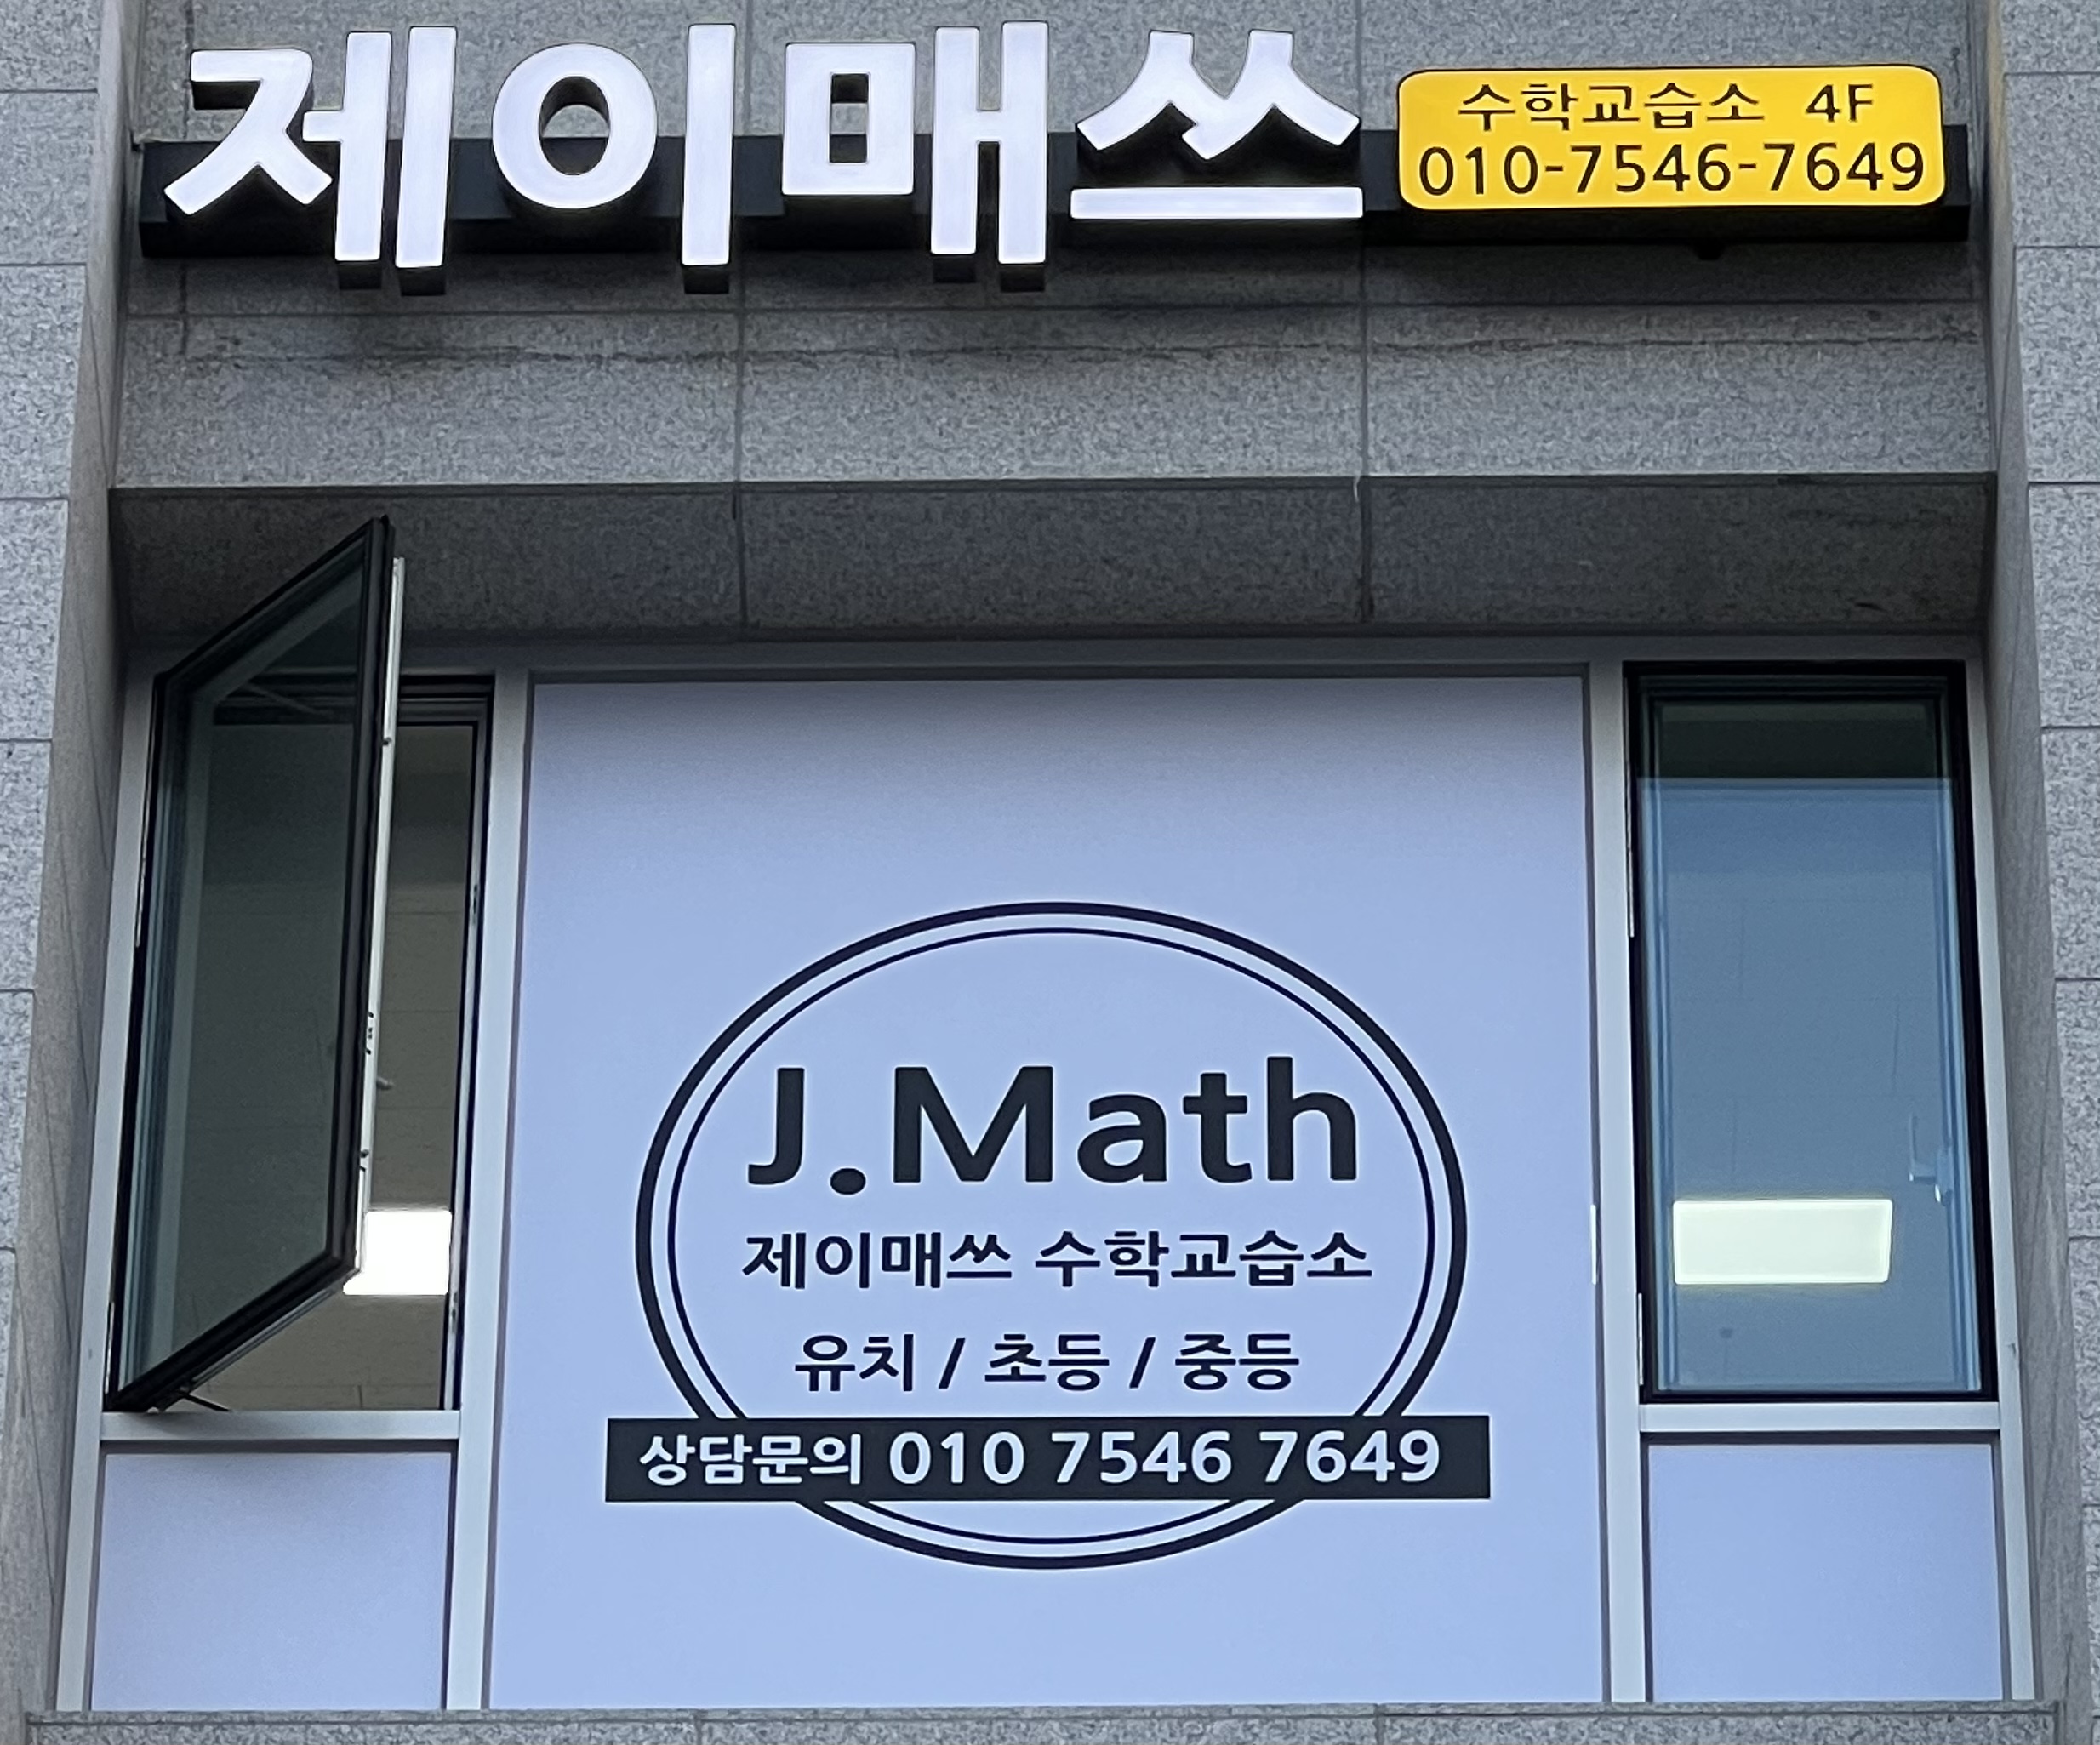 제이매쓰
수학교습소 4F
010-7546-7649
J.Math
제이매쓰 수학교습소
유치 / 초등 / 중등
상담문의 010 7546 7649